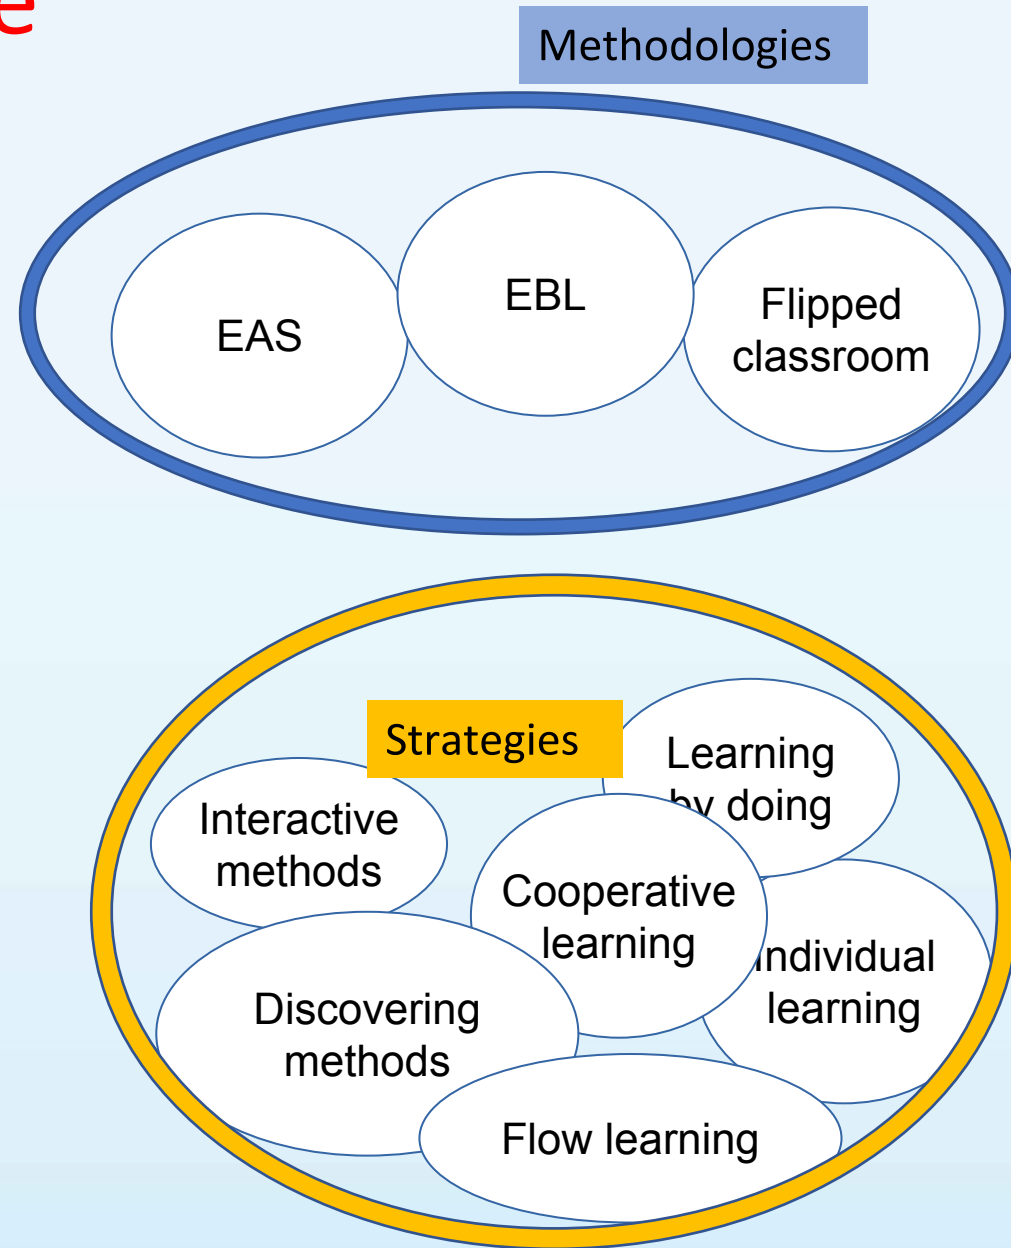 e
Methodologies
EAS
EBL
Flipped
classroom
Strategies
Learning
by doing
Interactive
methods
Cooperative
learning
Individual
learning
Discovering
methods
Flow learning